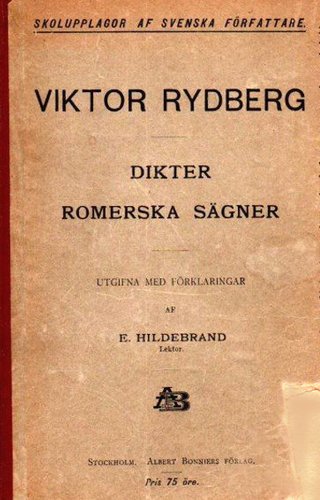 SKOLUPPLAGOR AF SVENSKA FÖRFATTARE.
VIKTOR RYDBERG
DIKTER
ROMERSKA SÄGNER
UTGIFNA MED FÖRKLARINGAR
AF
E. HILDEBRAND
Lektor.
AB
STOCKHOLM. ALBERT BONNIERS FÖRLAG.
Pris 75 öre.